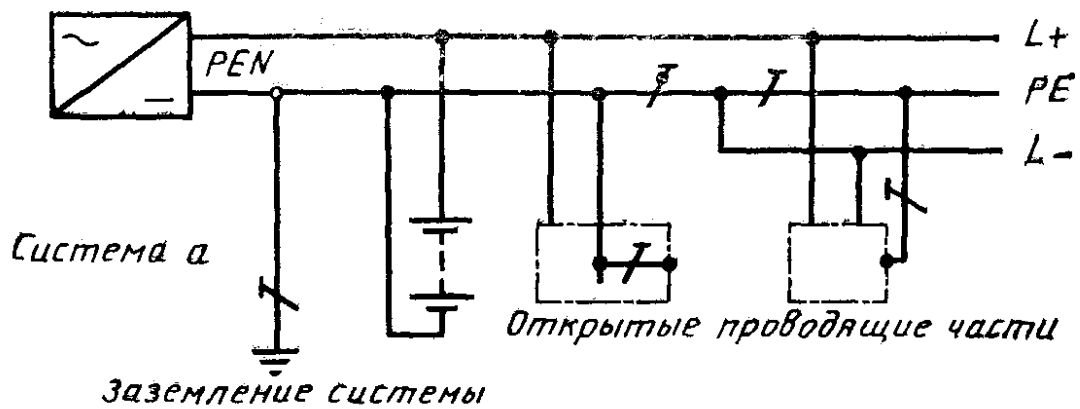 L+
PEN
PE
L-
Система а
Открытые проводящие части
Заземление системы